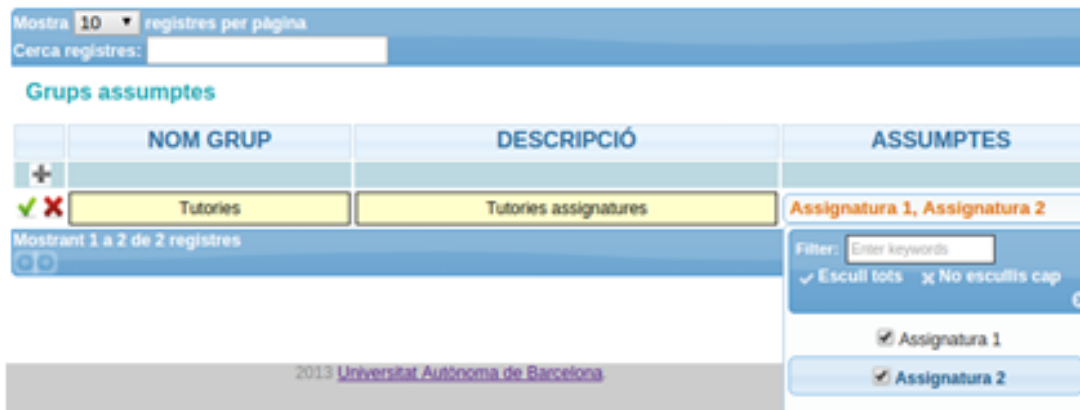 Mostra 10 registres per pàgina
Cerca registres:
Grups assumptes
NOM GRUP DESCRIPCIÓ ASSUMPTES
Tutories Tutories assignatures Assignatura 1, Assignatura 2
Mostrant 1 a 2 de 2 registres
Filter: Enter keywords
Escull tots No escullis cap
Assignatura 1
2013 Universitat Autònoma de Barcelona.
Assignatura 2